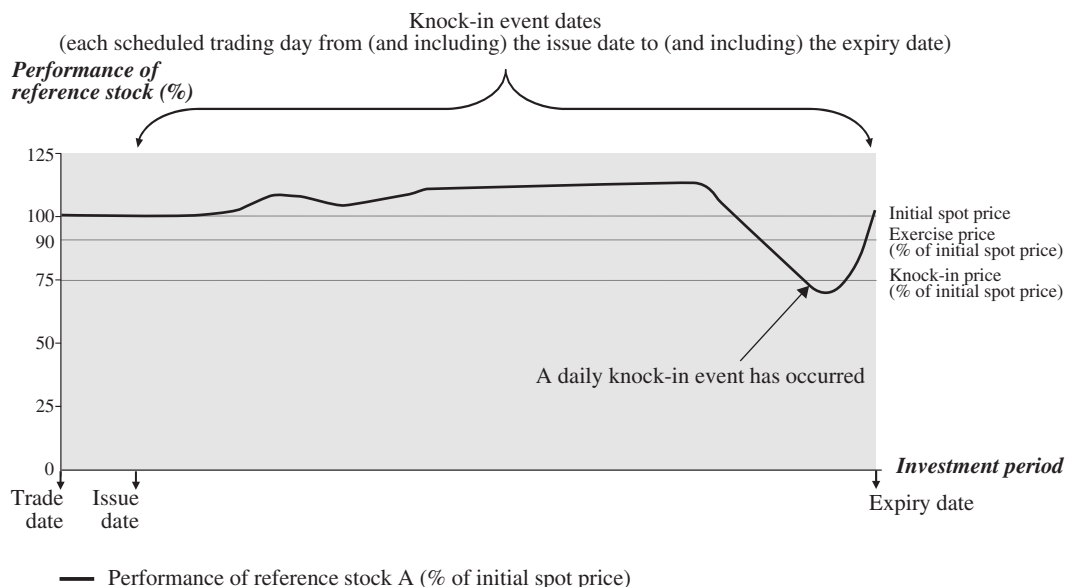 Knock-in event dates
(each scheduled trading day from (and including) the issue date to (and including) the expiry date)
Performance of
reference stock (%)
125
100
90
75
50
25
0
Initial spot price
Exercise price
(% of initial spot price)
Knock-in price
(% of initial spot price)
A daily knock-in event has occurred
Investment period
Trade
date
Issue
date
Expiry date
Performance of reference stock A (% of initial spot price)